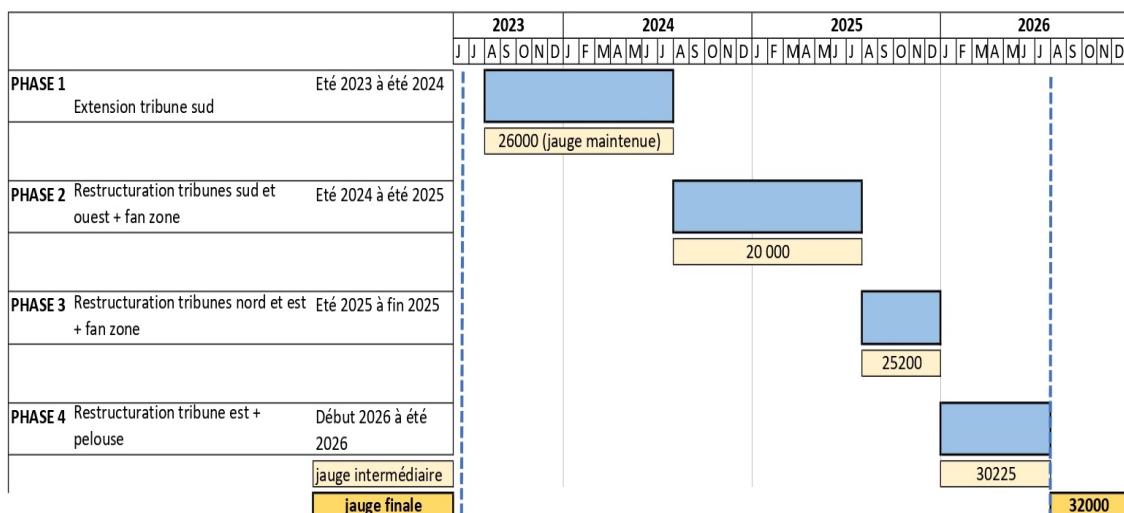 2023 2024 2025 2026
J J A S O N D J F M A M J J A S O N D J F M A M J J A S O N D J F M A M J J A S O N D
PHASE 1 Eté 2023 à été 2024
Extension tribune sud
26000 (jauge maintenue)
PHASE 2 Restructuration tribunes sud et Eté 2024 à été 2025
ouest + fan zone
20 000
PHASE 3 Restructuration tribunes nord et est Eté 2025 à fin 2025
+ fan zone
25200
PHASE 4 Restructuration tribune est + Début 2026 à été
pelouse 2026
jauge intermédiaire 30225
jauge finale 32000